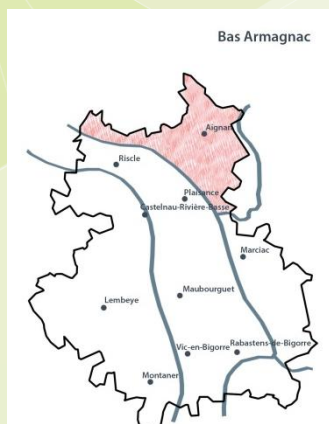 Bas Armagnac
Aignan
Riscle
Plaisance
Castelnau-Rivière-Basse
Marciac
Maubourguet
Lembeye
Vic-en-Bigorre
Rabastens-de-Bigorre
Montaner